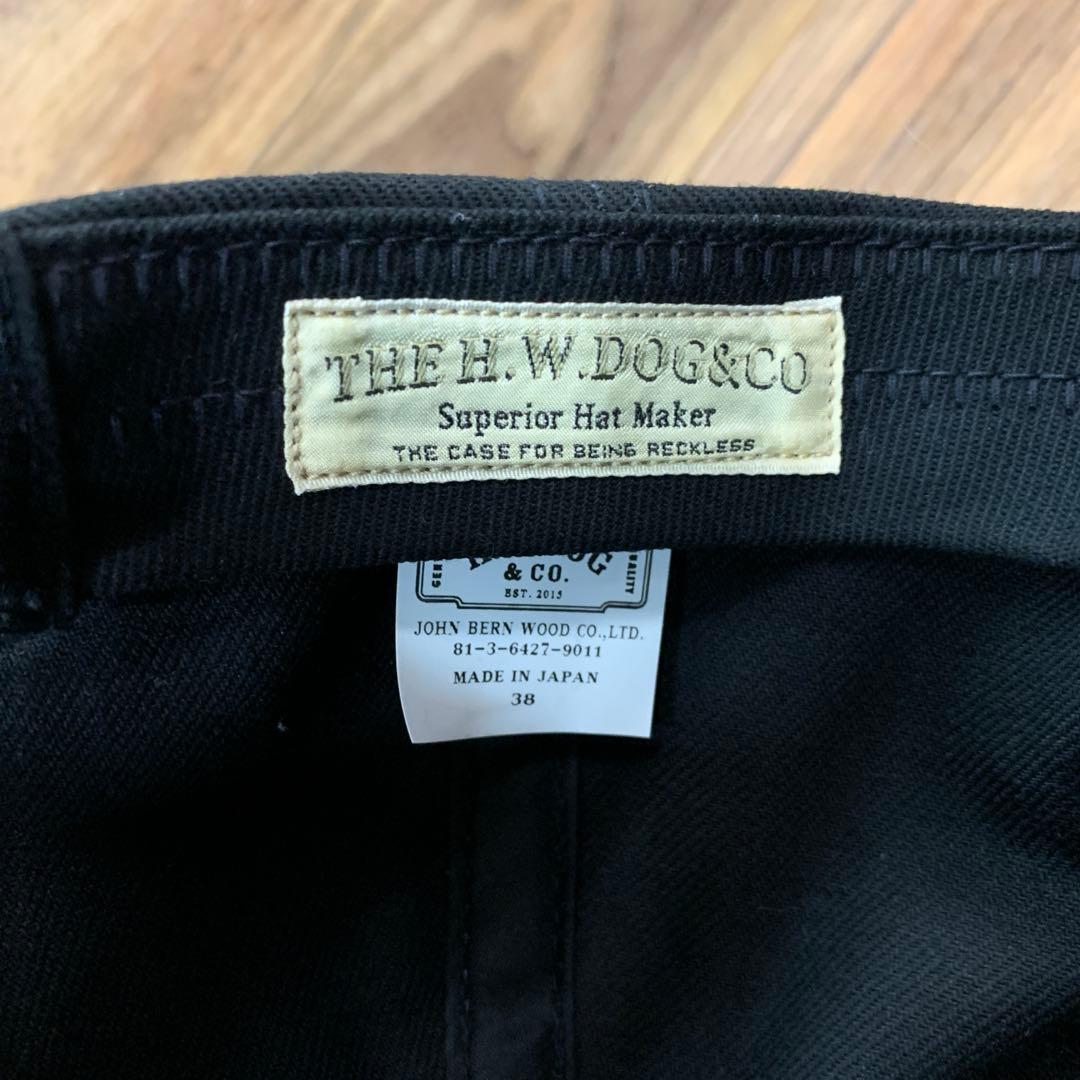 THE H.W.DOG&CO
Superior Hat Maker
THE CASE FOR BEING RECKLESS
& CO.
EST. 2015
JOHN BERN WOOD CO.,LTD.
81-3-6427-9011
MADE IN JAPAN
38